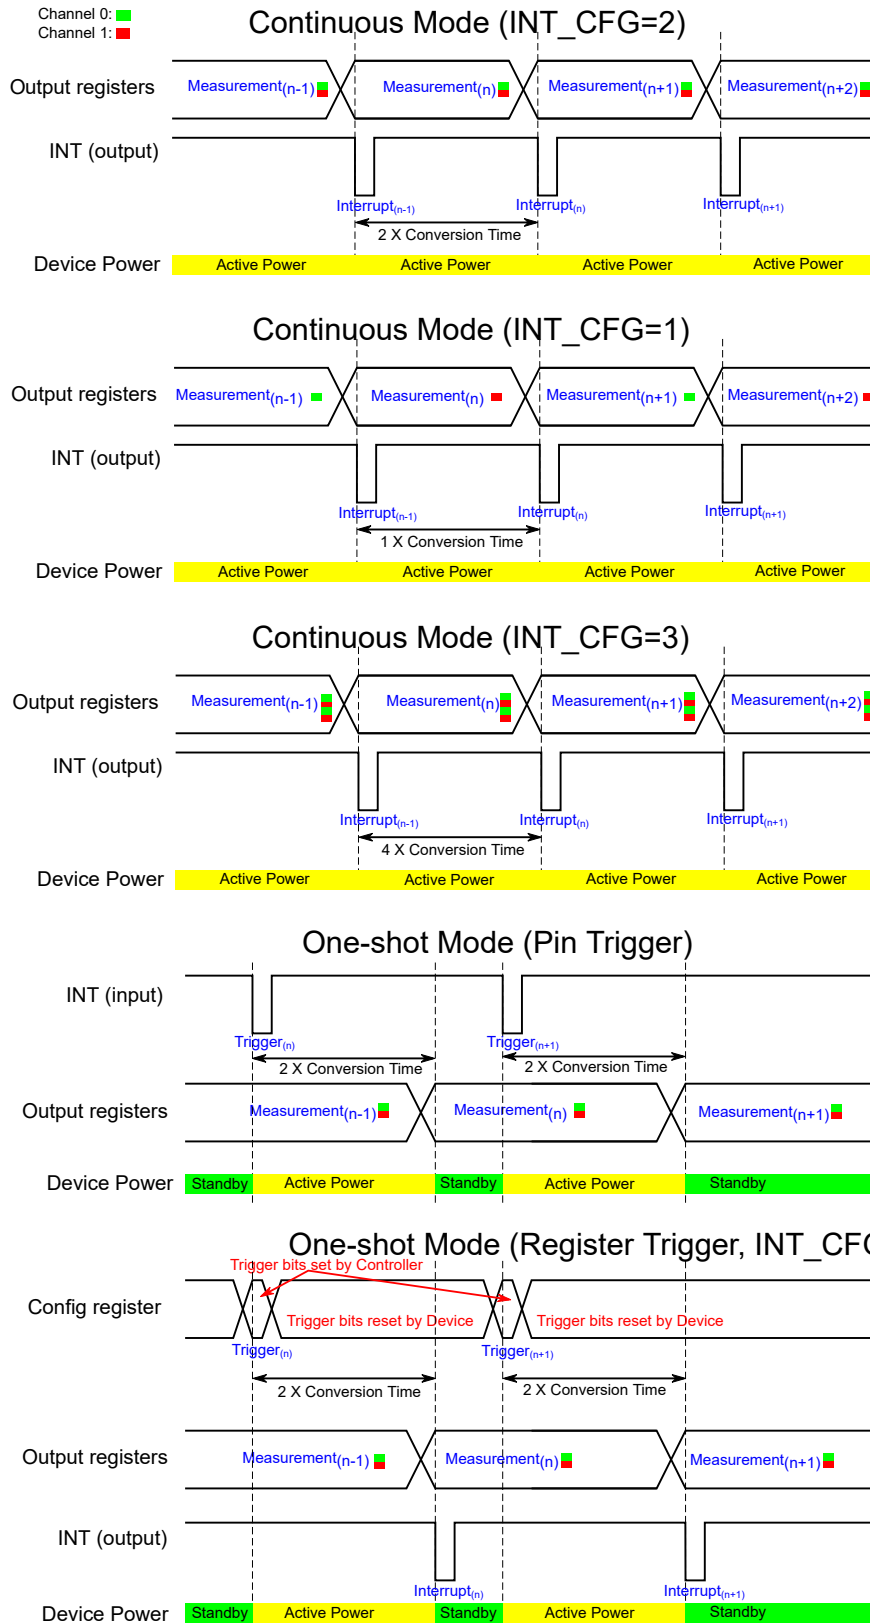 Channel 0:
Channel 1:
Continuous Mode (INT_CFG=2)
Output registers
Measurement(n-1)
Measurement(n)
Measurement(n+1)
Measurement(n+2)
INT (output)
Interrupt(n-1)
Interrupt(n)
Interrupt(n+1)
2 X Conversion Time
Device Power
Active Power
Active Power
Active Power
Active Power
Continuous Mode (INT_CFG=1)
Output registers
Measurement(n-1)
Measurement(n)
Measurement(n+1)
Measurement(n+2)
INT (output)
Interrupt(n-1)
Interrupt(n)
Interrupt(n+1)
1 X Conversion Time
Device Power
Active Power
Active Power
Active Power
Active Power
Continuous Mode (INT_CFG=3)
Output registers
Measurement(n-1)
Measurement(n)
Measurement(n+1)
Measurement(n+2)
INT (output)
Interrupt(n-1)
Interrupt(n)
Interrupt(n+1)
4 X Conversion Time
Device Power
Active Power
Active Power
Active Power
Active Power
One-shot Mode (Pin Trigger)
INT (input)
Trigger(n)
Trigger(n+1)
2 X Conversion Time
2 X Conversion Time
Output registers
Measurement(n-1)
Measurement(n)
Measurement(n+1)
Device Power
Standby
Active Power
Standby
Active Power
Standby
One-shot Mode (Register Trigger, INT_CFG
Trigger bits set by Controller
Config register
Trigger bits reset by Device
Trigger bits reset by Device
Trigger(n)
Trigger(n+1)
2 X Conversion Time
2 X Conversion Time
Output registers
Measurement(n-1)
Measurement(n)
Measurement(n+1)
INT (output)
Interrupt(n)
Interrupt(n+1)
Device Power
Standby
Active Power
Standby
Active Power
Standby